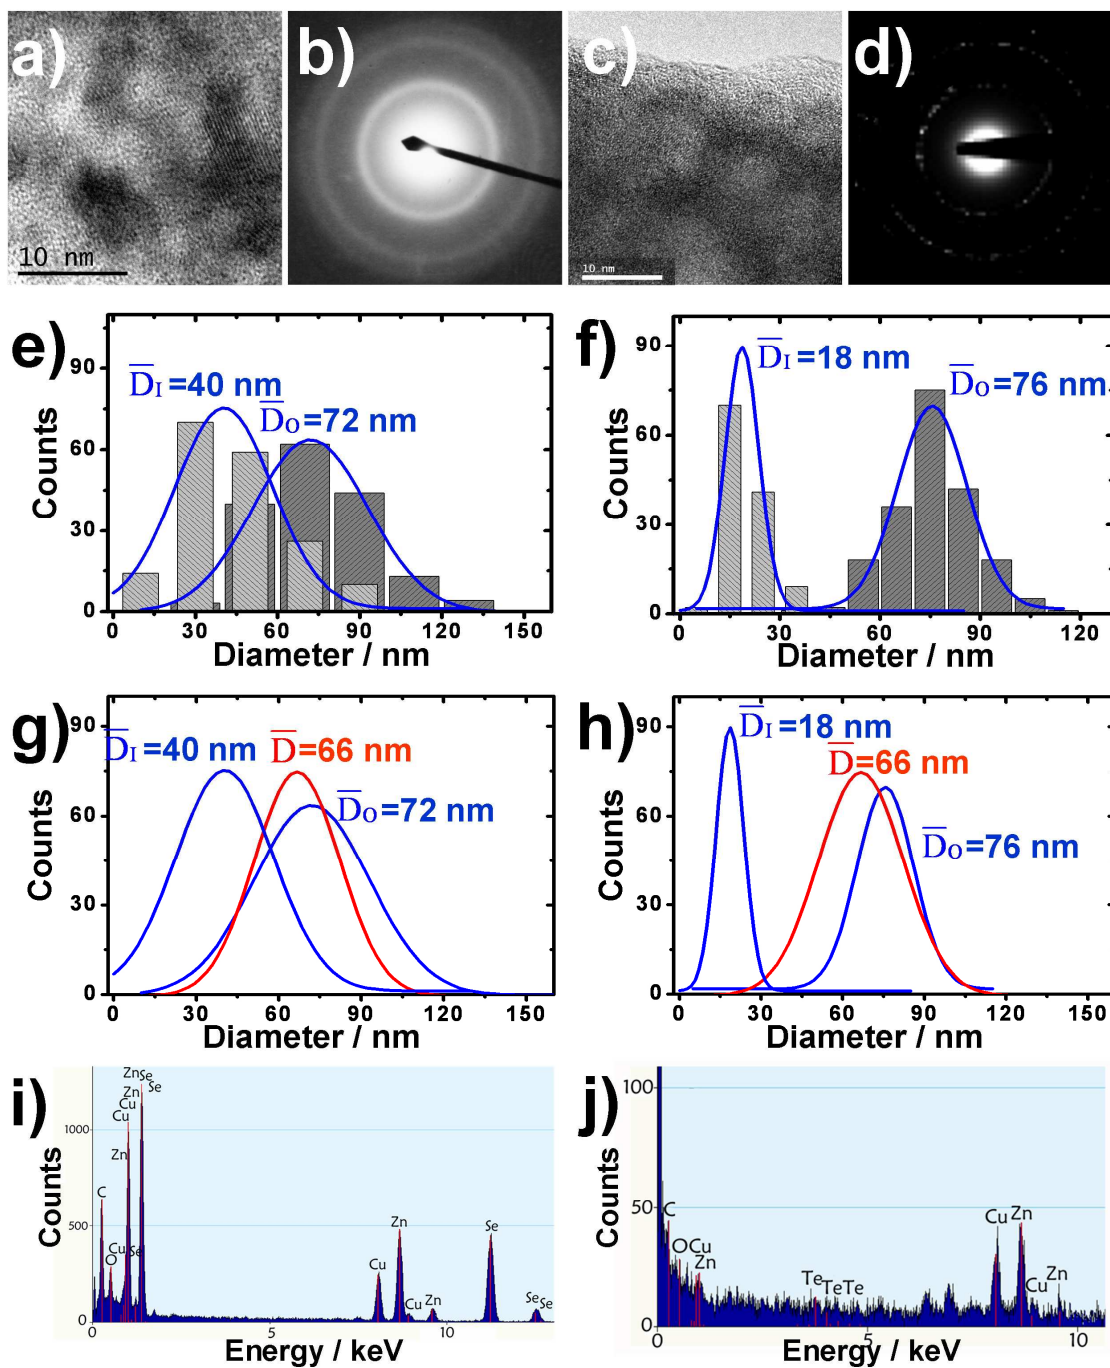 a)
b)
c)
d)
10 nm
10 nm
e)
D̅I =40 nm
D̅O =72 nm
Counts
90
60
30
0
0 30 60 90 120 150
Diameter / nm
f)
D̅I =18 nm
D̅O =76 nm
Counts
90
60
30
0
0 30 60 90 120
Diameter / nm
g)
D̅I =40 nm
D̅=66 nm
D̅O =72 nm
Counts
90
60
30
0
0 30 60 90 120 150
Diameter / nm
h)
D̅I =18 nm
D̅=66 nm
D̅O =76 nm
Counts
90
60
30
0
0 30 60 90 120 150
Diameter / nm
i)
Zn Se
Zn Se
Cu
Cu
Zn
C
Cu
O Se
Cu
Zn
Cu
Zn
Se
Se Se
Counts
1000
500
0
0 10
Energy / keV
j)
C
O Cu
Zn
Te
Te Te
Cu
Zn
Cu
Zn
Counts
100
50
0
0 5 10
Energy / keV